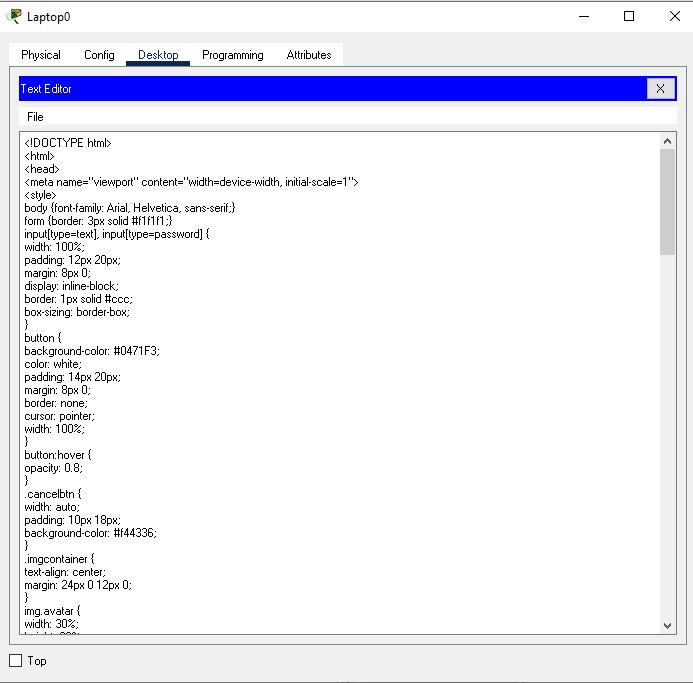 Laptop0
Physical Config Desktop Programming Attributes
Text Editor X
File
<!DOCTYPE html>
<html>
<head>
<meta name="viewport" content="width=device-width, initial-scale=1">
<style>
body {font-family: Arial, Helvetica, sans-serif;}
form {border: 3px solid #f1f1f1;}
input[type=text], input[type=password] {
width: 100%;
padding: 12px 20px;
margin: 8px 0;
display: inline-block;
border: 1px solid #ccc;
box-sizing: border-box;
}
button {
background-color: #0471F3;
color: white;
padding: 14px 20px;
margin: 8px 0;
border: none;
cursor: pointer;
width: 100%;
}
button:hover {
opacity: 0.8;
}
.cancelbtn {
width: auto;
padding: 10px 18px;
background-color: #f44336;
}
.imgcontainer {
text-align: center;
margin: 24px 0 12px 0;
}
img.avatar {
width: 30%;
Top